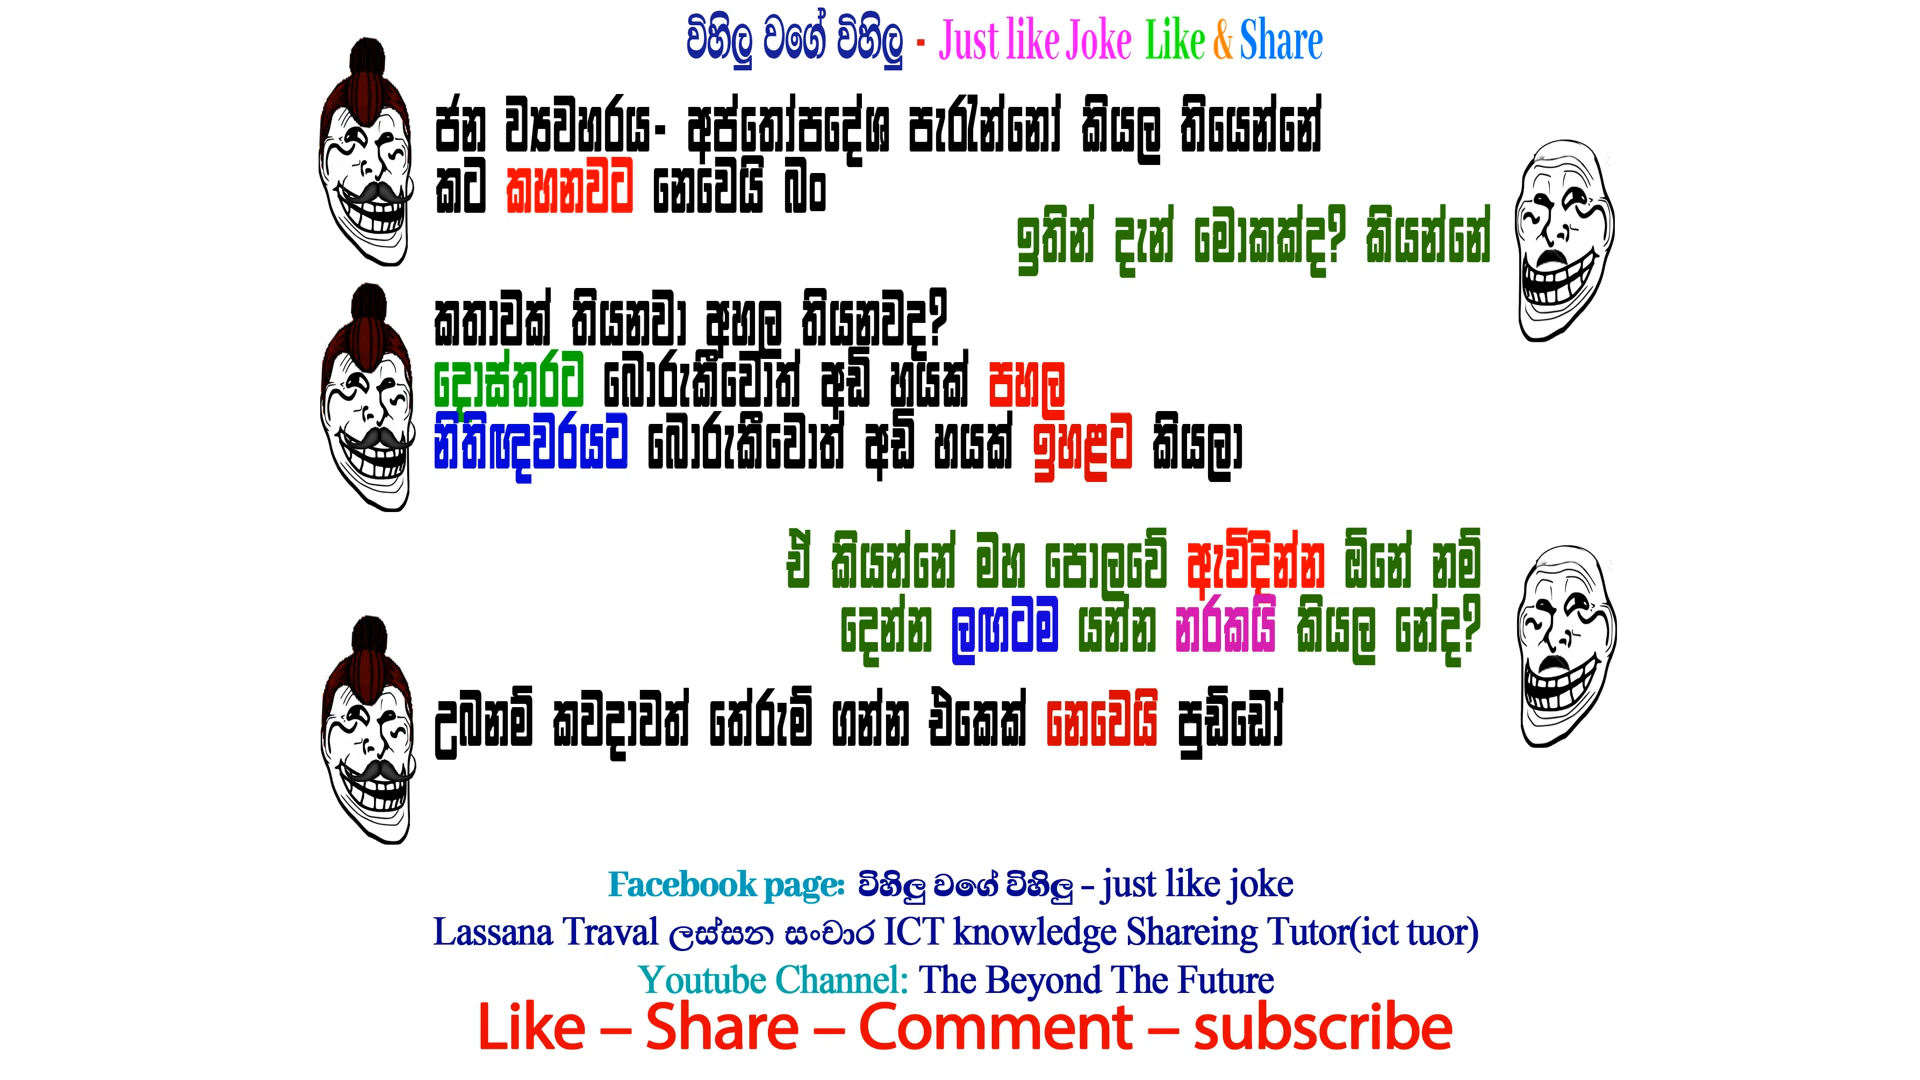 විහිලු වගේ විහිලු - Just like Joke Like & Share
ජන ව්‍යවහරය- අප්තෝපදේශ පැරැන්නෝ කියල තියෙන්නේ
කට කහනවට නෙවෙයි බං
ඉතින් දැන් මොකක්ද? කියන්නේ
කතාවක් තියනවා අහල තියනවද?
දොස්තරට බොරුකීවොත් අඩි හයක් පහල
නිතිඥවරයට බොරුකීවොත් අඩි හයක් ඉහළට කියලා
ඒ කියන්නේ මහ පොලවේ ඇවිදින්න ඕනේ නම්
දෙන්න ලඟටම යන්න නරකයි කියල නේද?
උබනම් කවදාවත් තේරුම් ගන්න එකෙක් නෙවෙයි පුඩ්ඩෝ
Facebook page: විහිලු වගේ විහිලු – just like joke
Lassana Traval ලස්සන සංචාර ICT knowledge Shareing Tutor(ict tuor)
Youtube Channel: The Beyond The Future
Like – Share – Comment – subscribe